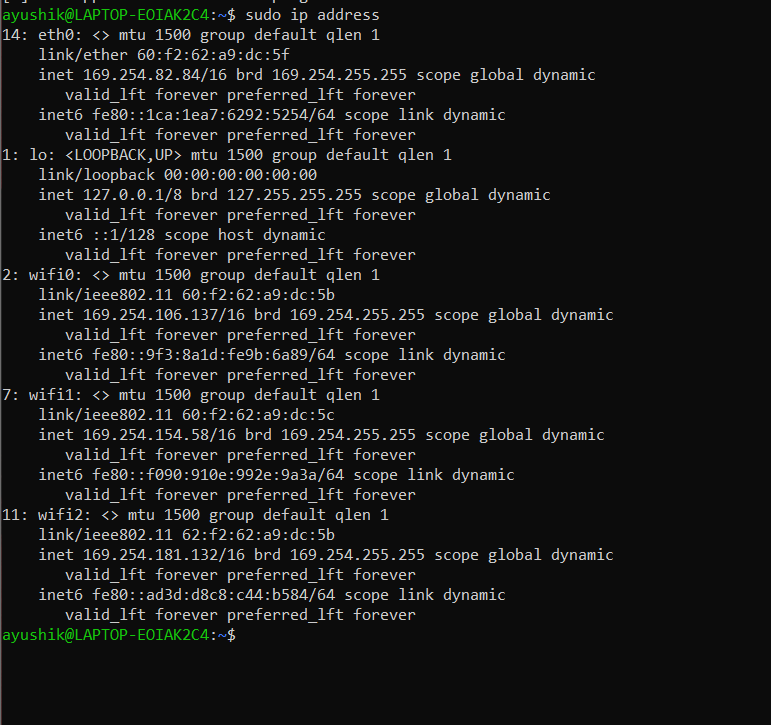 ayushik@LAPTOP-EOIAK2C4:~$ sudo ip address
14: eth0: <> mtu 1500 group default qlen 1
    link/ether 60:f2:62:a9:dc:5f
    inet 169.254.82.84/16 brd 169.254.255.255 scope global dynamic
       valid_lft forever preferred_lft forever
    inet6 fe80::1ca:1ea7:6292:5254/64 scope link dynamic
       valid_lft forever preferred_lft forever
1: lo: <LOOPBACK,UP> mtu 1500 group default qlen 1
    link/loopback 00:00:00:00:00:00
    inet 127.0.0.1/8 brd 127.255.255.255 scope global dynamic
       valid_lft forever preferred_lft forever
    inet6 ::1/128 scope host dynamic
       valid_lft forever preferred_lft forever
2: wifi0: <> mtu 1500 group default qlen 1
    link/ieee802.11 60:f2:62:a9:dc:5b
    inet 169.254.106.137/16 brd 169.254.255.255 scope global dynamic
       valid_lft forever preferred_lft forever
    inet6 fe80::9f3:8a1d:fe9b:6a89/64 scope link dynamic
       valid_lft forever preferred_lft forever
7: wifi1: <> mtu 1500 group default qlen 1
    link/ieee802.11 60:f2:62:a9:dc:5c
    inet 169.254.154.58/16 brd 169.254.255.255 scope global dynamic
       valid_lft forever preferred_lft forever
    inet6 fe80::f090:910e:992e:9a3a/64 scope link dynamic
       valid_lft forever preferred_lft forever
11: wifi2: <> mtu 1500 group default qlen 1
    link/ieee802.11 62:f2:62:a9:dc:5b
    inet 169.254.181.132/16 brd 169.254.255.255 scope global dynamic
       valid_lft forever preferred_lft forever
    inet6 fe80::ad3d:d8c8:c44:b584/64 scope link dynamic
       valid_lft forever preferred_lft forever
ayushik@LAPTOP-EOIAK2C4:~$